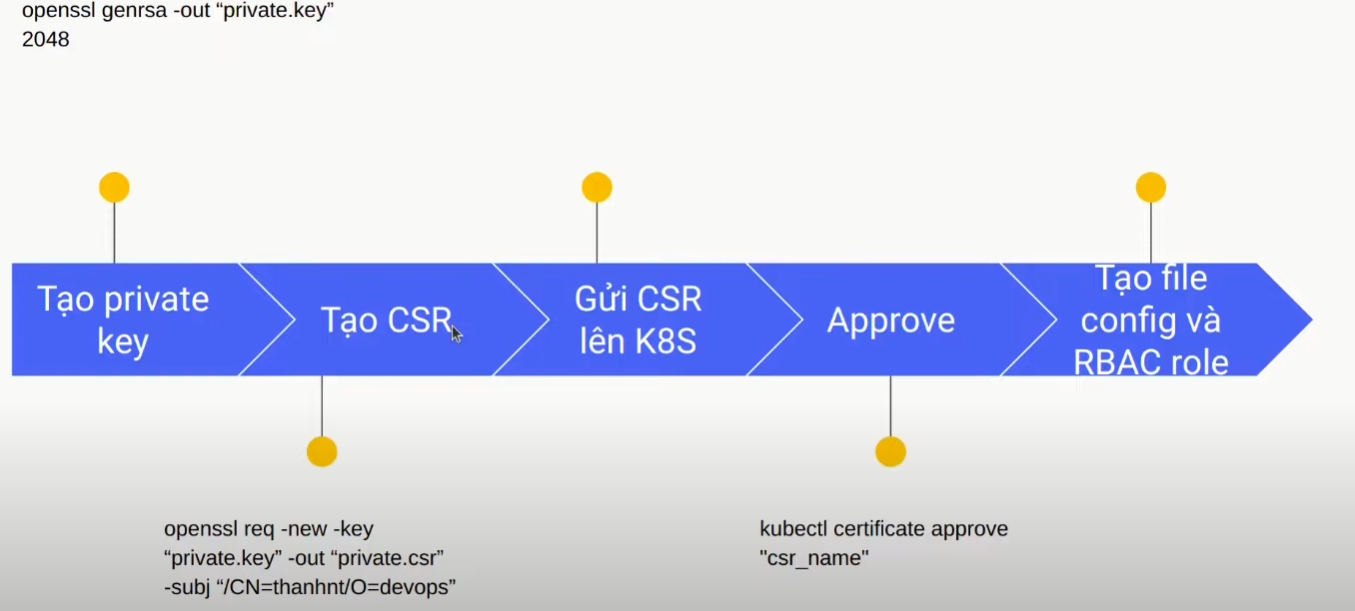 openssl genrsa -out “private.key”
2048
Tạo private
key
Tạo CSR
Gửi CSR
lên K8S
Approve
Tạo file
config và
RBAC role
openssl req -new -key
“private.key” -out “private.csr”
-subj “/CN=thanhnt/O=devops”
kubectl certificate approve
"csr_name"